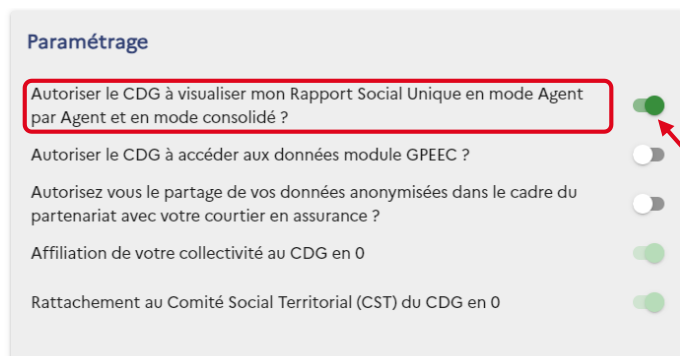 Paramétrage
Autoriser le CDG à visualiser mon Rapport Social Unique en mode Agent
par Agent et en mode consolidé ?
Autoriser le CDG à accéder aux données module GPEEC ?
Autorisez vous le partage de vos données anonymisées dans le cadre du
partenariat avec votre courtier en assurance ?
Affiliation de votre collectivité au CDG en 0
Rattachement au Comité Social Territorial (CST) du CDG en 0